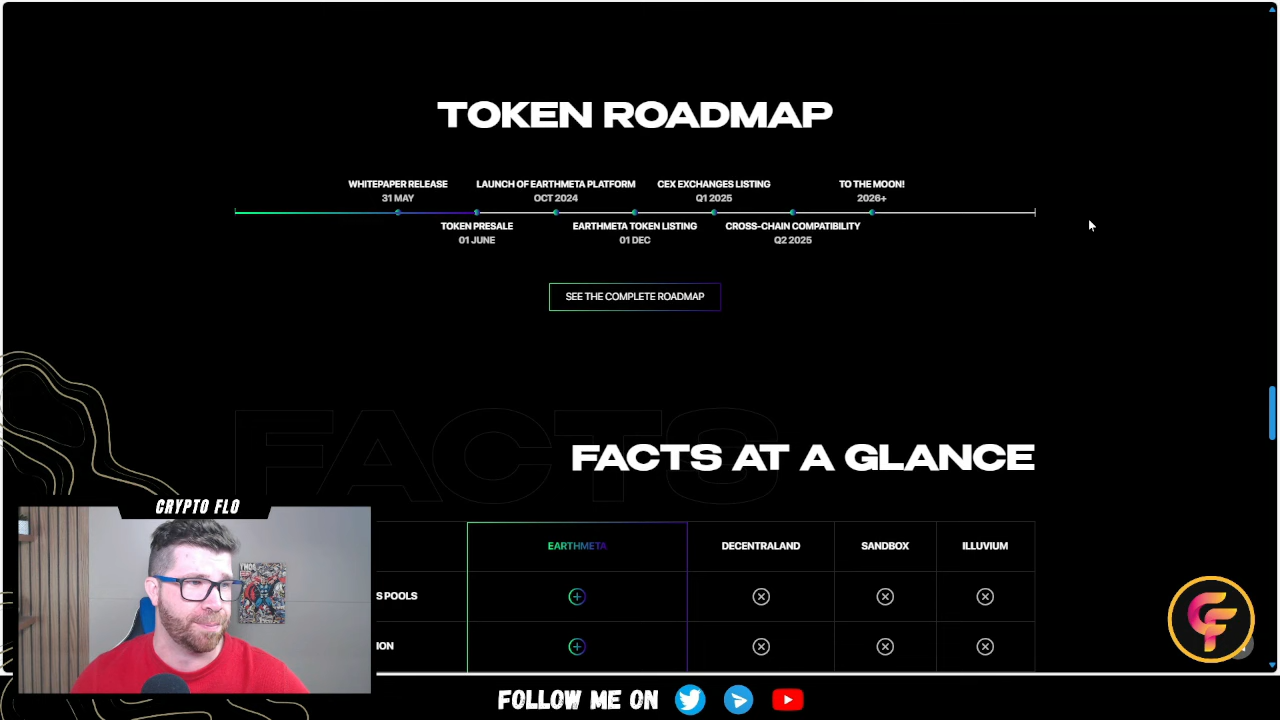 TOKEN ROADMAP
WHITEPAPER RELEASE
31 MAY
LAUNCH OF EARTHMETA PLATFORM
OCT 2024
CEX EXCHANGES LISTING
Q1 2025
TO THE MOON!
2026+
TOKEN PRESALE
01 JUNE
EARTHMETA TOKEN LISTING
01 DEC
CROSS-CHAIN COMPATIBILITY
Q2 2025
SEE THE COMPLETE ROADMAP
FACTS
FACTS AT A GLANCE
EARTHMETA DECENTRALAND SANDBOX ILLUVIUM
S POOLS
ION
CRYPTO FLO
FOLLOW ME ON